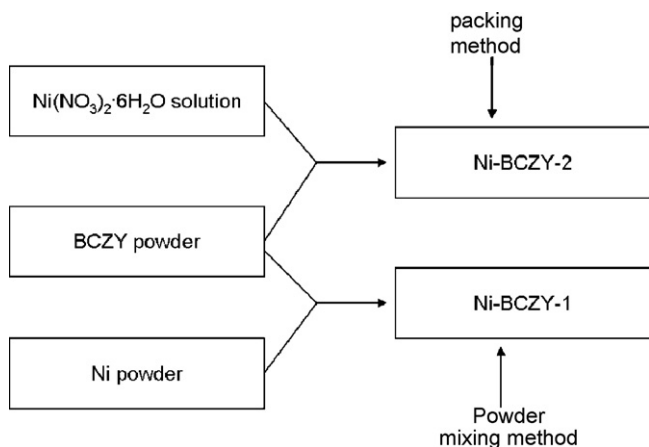 packing
method
Ni(NO₃)₂·6H₂O solution
Ni-BCZY-2
BCZY powder
Ni-BCZY-1
Ni powder
Powder
mixing method